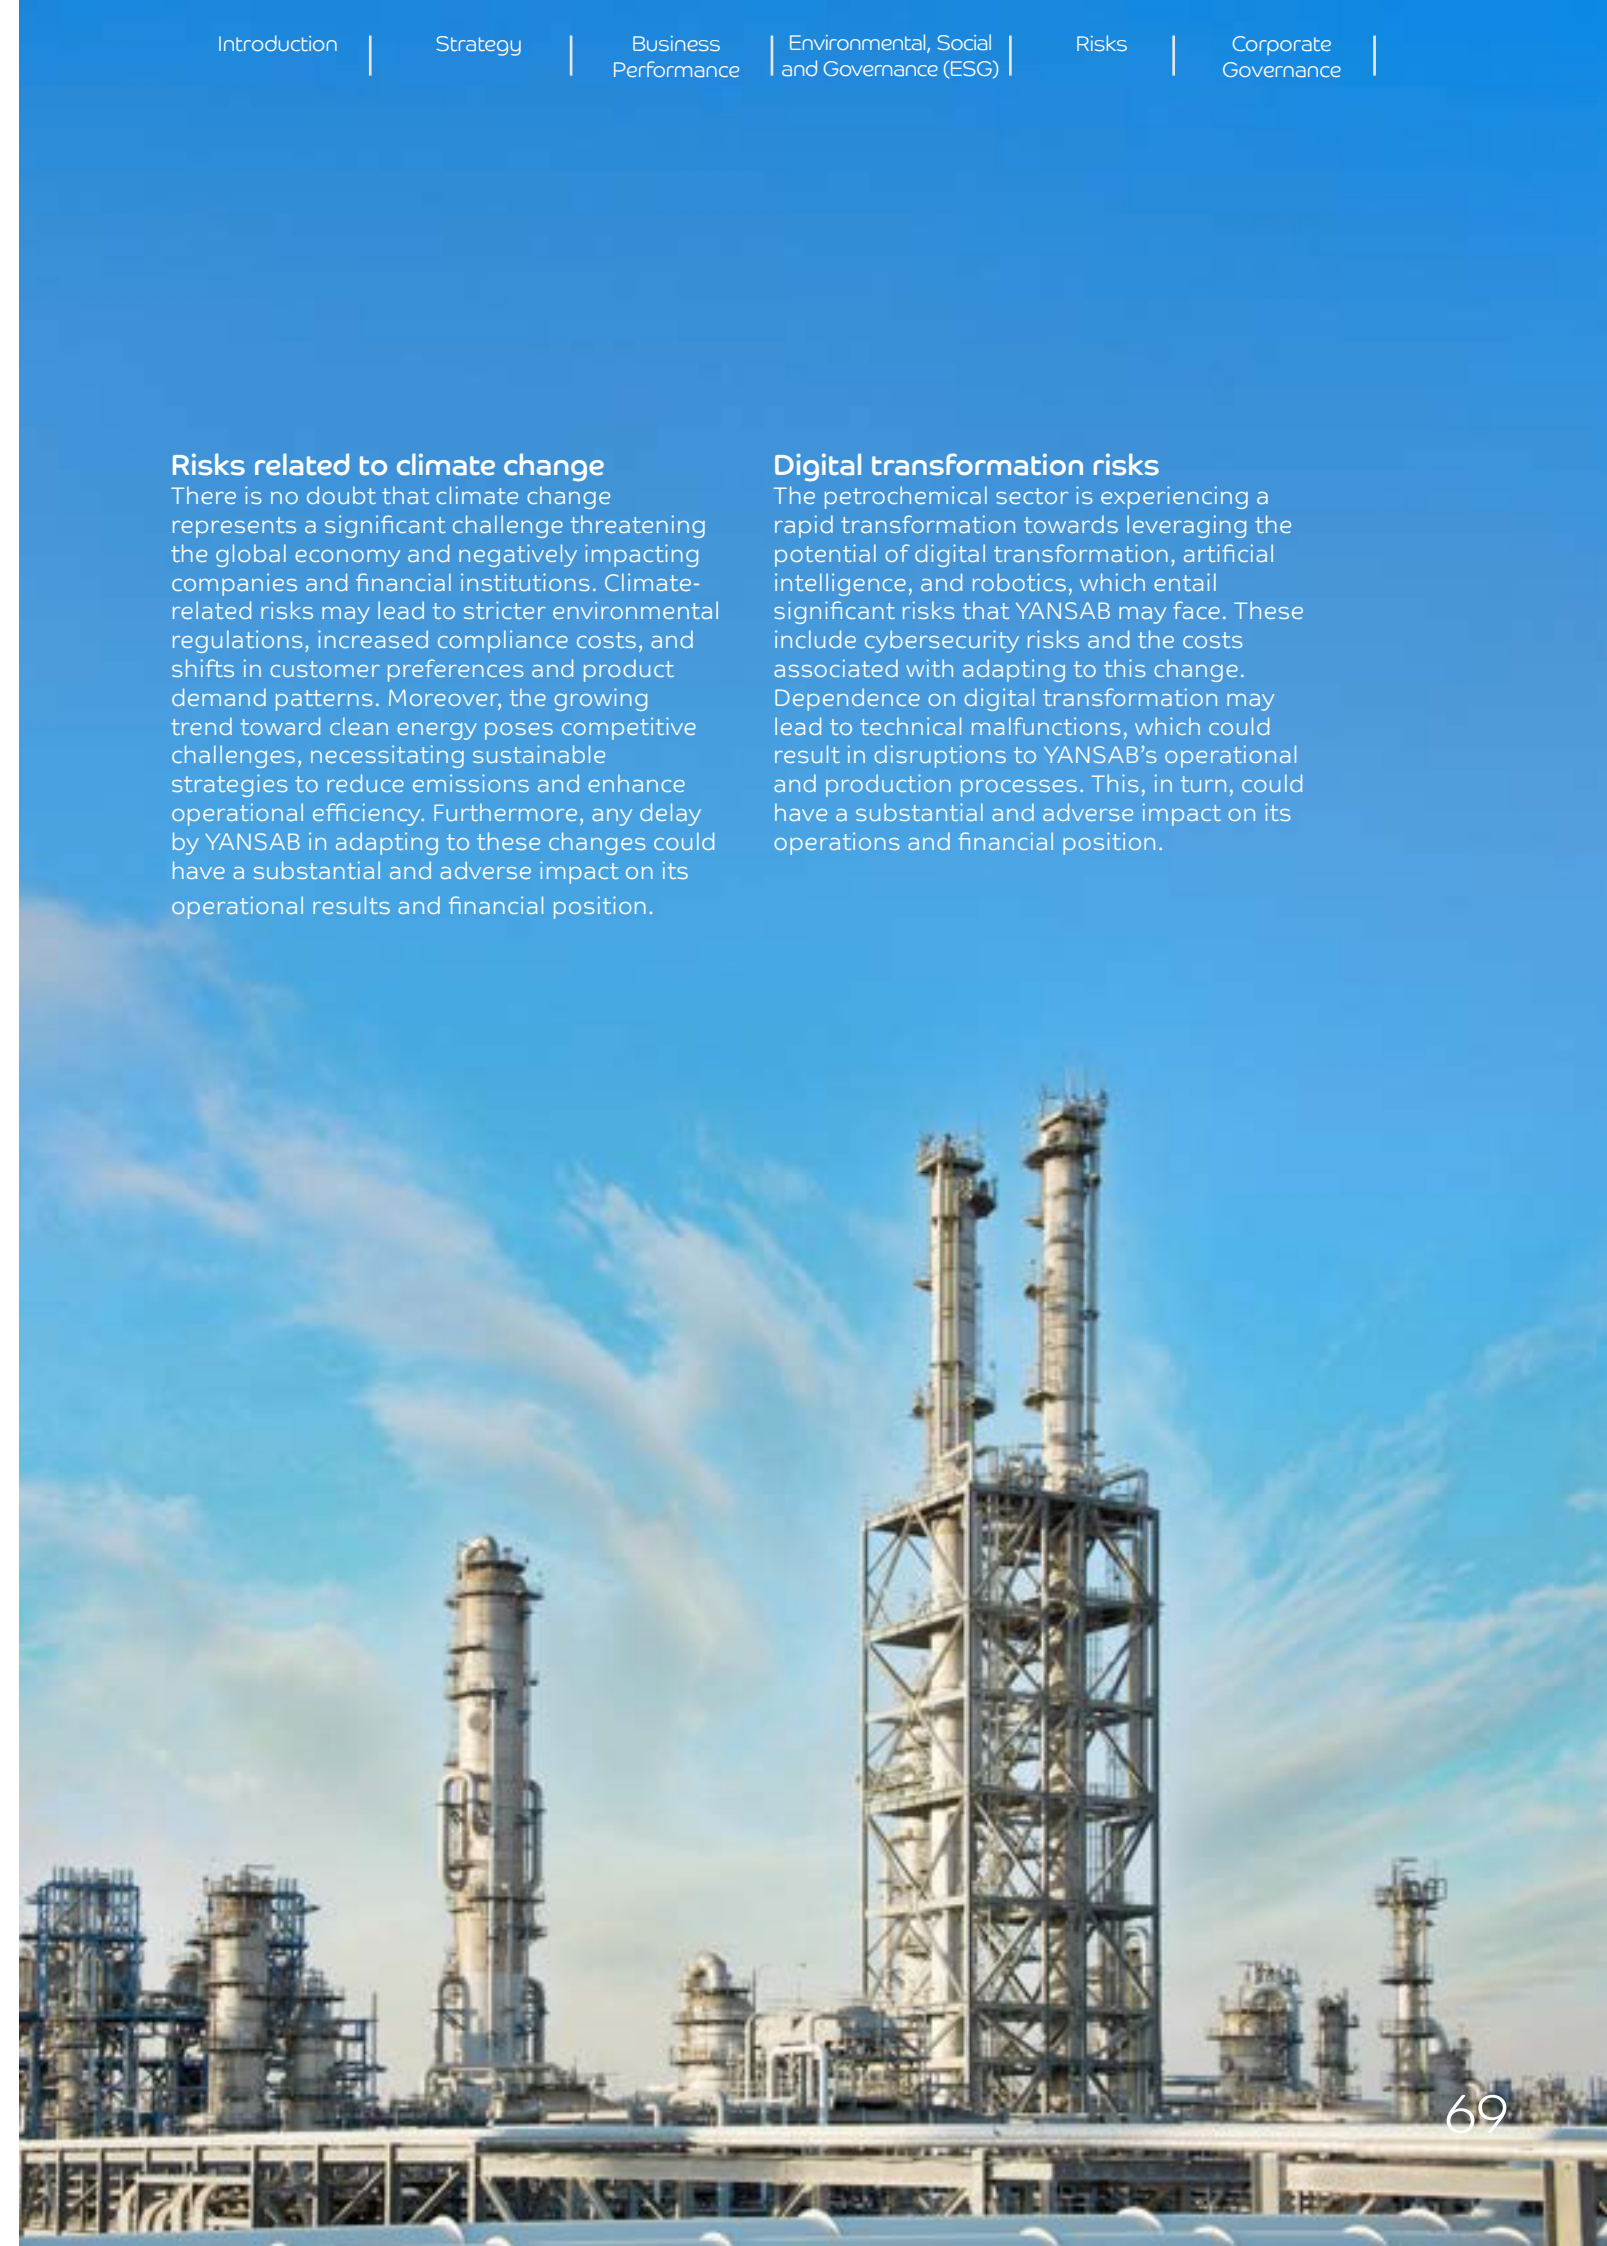 Introduction
Strategy
Business
Performance
Environmental, Social
and Governance (ESG)
Risks
Corporate
Governance
Risks related to climate change
There is no doubt that climate change
represents a significant challenge threatening
the global economy and negatively impacting
companies and financial institutions. Climate-
related risks may lead to stricter environmental
regulations, increased compliance costs, and
shifts in customer preferences and product
demand patterns. Moreover, the growing
trend toward clean energy poses competitive
challenges, necessitating sustainable
strategies to reduce emissions and enhance
operational efficiency. Furthermore, any delay
by YANSAB in adapting to these changes could
have a substantial and adverse impact on its
operational results and financial position.
Digital transformation risks
The petrochemical sector is experiencing a
rapid transformation towards leveraging the
potential of digital transformation, artificial
intelligence, and robotics, which entail
significant risks that YANSAB may face. These
include cybersecurity risks and the costs
associated with adapting to this change.
Dependence on digital transformation may
lead to technical malfunctions, which could
result in disruptions to YANSAB’s operational
and production processes. This, in turn, could
have a substantial and adverse impact on its
operations and financial position.
69